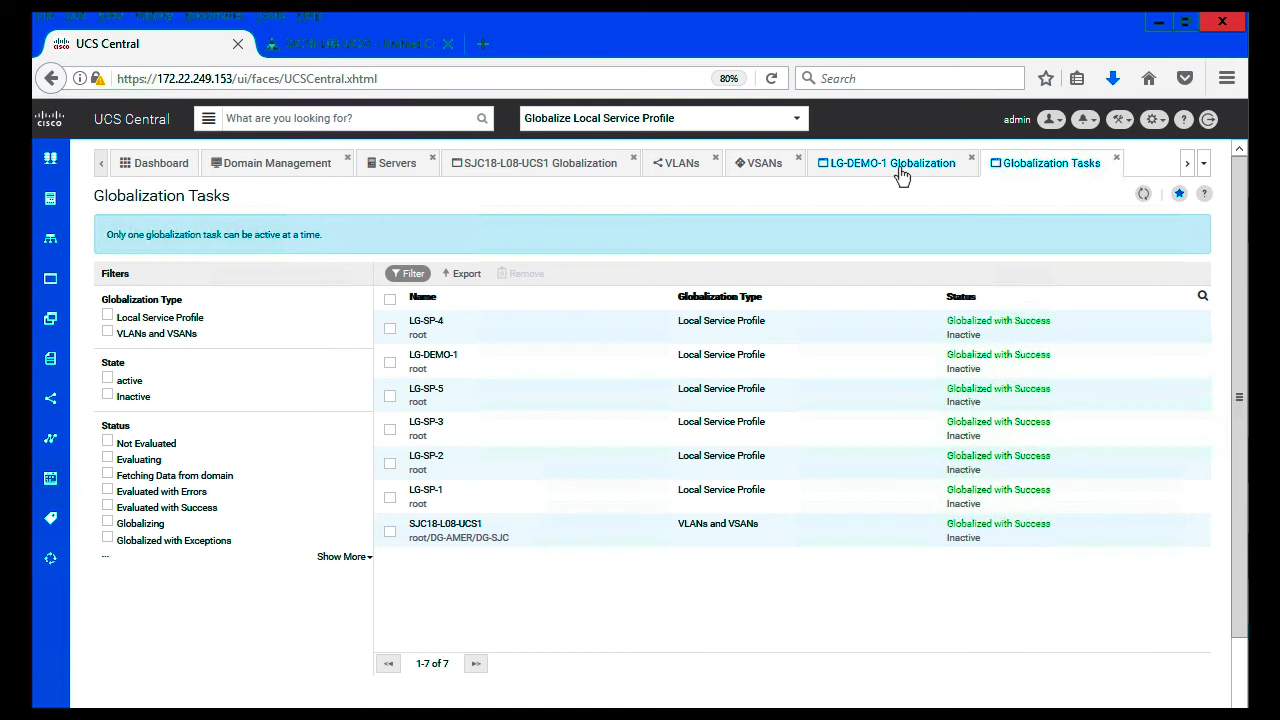 UCS Central
https://172.22.249.153/ui/faces/UCSCentral.xhtml
80%
Search
CISCO
UCS Central
What are you looking for?
Globalize Local Service Profile
admin
Dashboard
Domain Management
Servers
SJC18-L08-UCS1 Globalization
VLANs
VSANs
LG-DEMO-1 Globalization
Globalization Tasks
Globalization Tasks
Only one globalization task can be active at a time.
Filters
Globalization Type
Local Service Profile
VLANs and VSANs
State
active
Inactive
Status
Not Evaluated
Evaluating
Fetching Data from domain
Evaluated with Errors
Evaluated with Success
Globalizing
Globalized with Exceptions
...
Show More
Filter
Export
Remove
Name Globalization Type Status
LG-SP-4 Local Service Profile Globalized with Success
root Inactive
LG-DEMO-1 Local Service Profile Globalized with Success
root Inactive
LG-SP-5 Local Service Profile Globalized with Success
root Inactive
LG-SP-3 Local Service Profile Globalized with Success
root Inactive
LG-SP-2 Local Service Profile Globalized with Success
root Inactive
LG-SP-1 Local Service Profile Globalized with Success
root Inactive
SJC18-L08-UCS1 VLANs and VSANs Globalized with Success
root/DG-AMER/DG-SJC Inactive
1-7 of 7